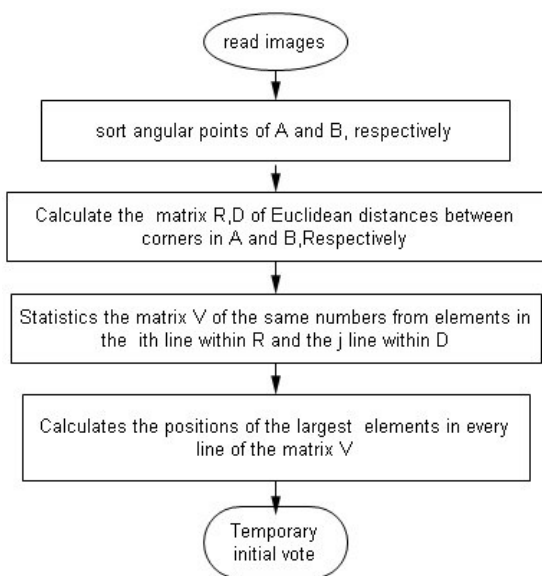 read images
sort angular points of A and B, respectively
Calculate the matrix R,D of Euclidean distances between
corners in A and B,Respectively
Statistics the matrix V of the same numbers from elements in
the ith line within R and the j line within D
Calculates the positions of the largest elements in every
line of the matrix V
Temporary
initial vote